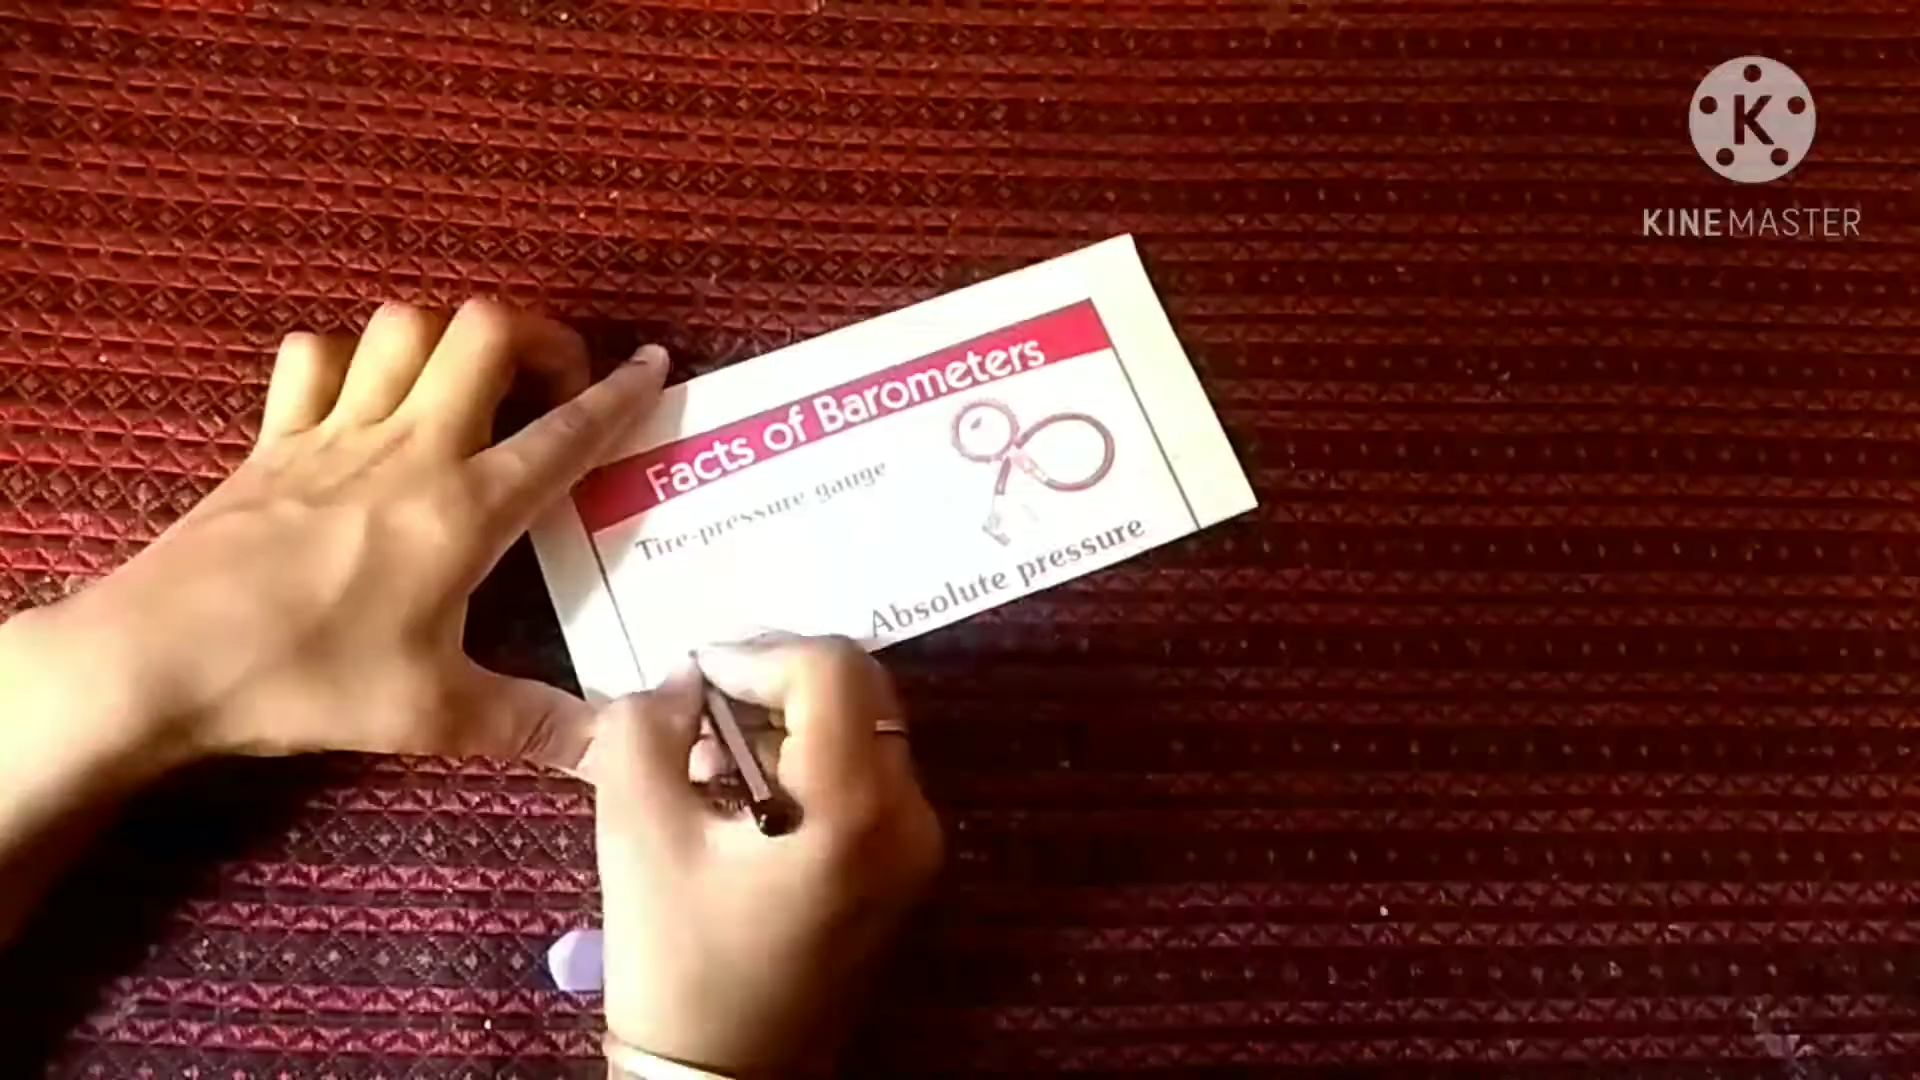 K
KINEMASTER
Facts of Barometers
Tire-pressure gauge
Absolute pressure